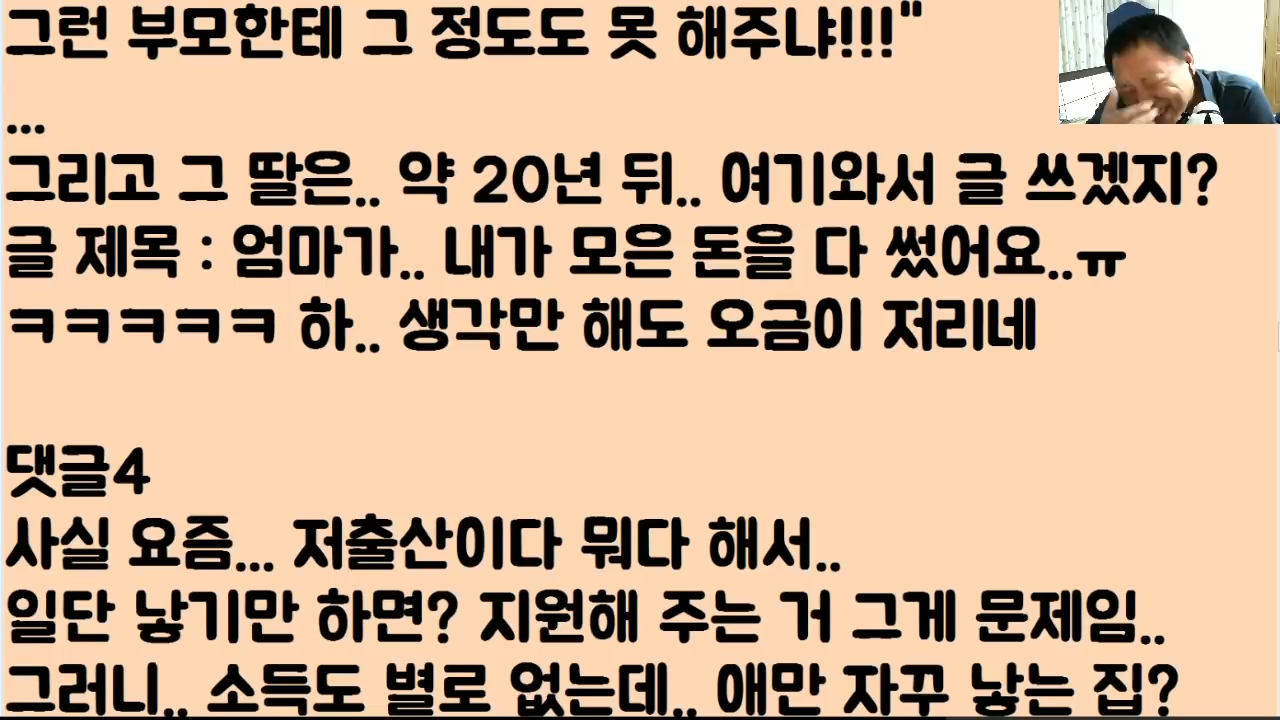 그런 부모한테 그 정도도 못 해주냐!!!"
...
그리고 그 딸은.. 약 20년 뒤.. 여기와서 글 쓰겠지?
글 제목 : 엄마가.. 내가 모은 돈을 다 썼어요..ㅠ
ㅋㅋㅋㅋㅋ 하.. 생각만 해도 오금이 저리네
댓글4
사실 요즘... 저출산이다 뭐다 해서..
일단 낳기만 하면? 지원해 주는 거 그게 문제임..
그러니.. 소득도 별로 없는데.. 애만 자꾸 낳는 집?